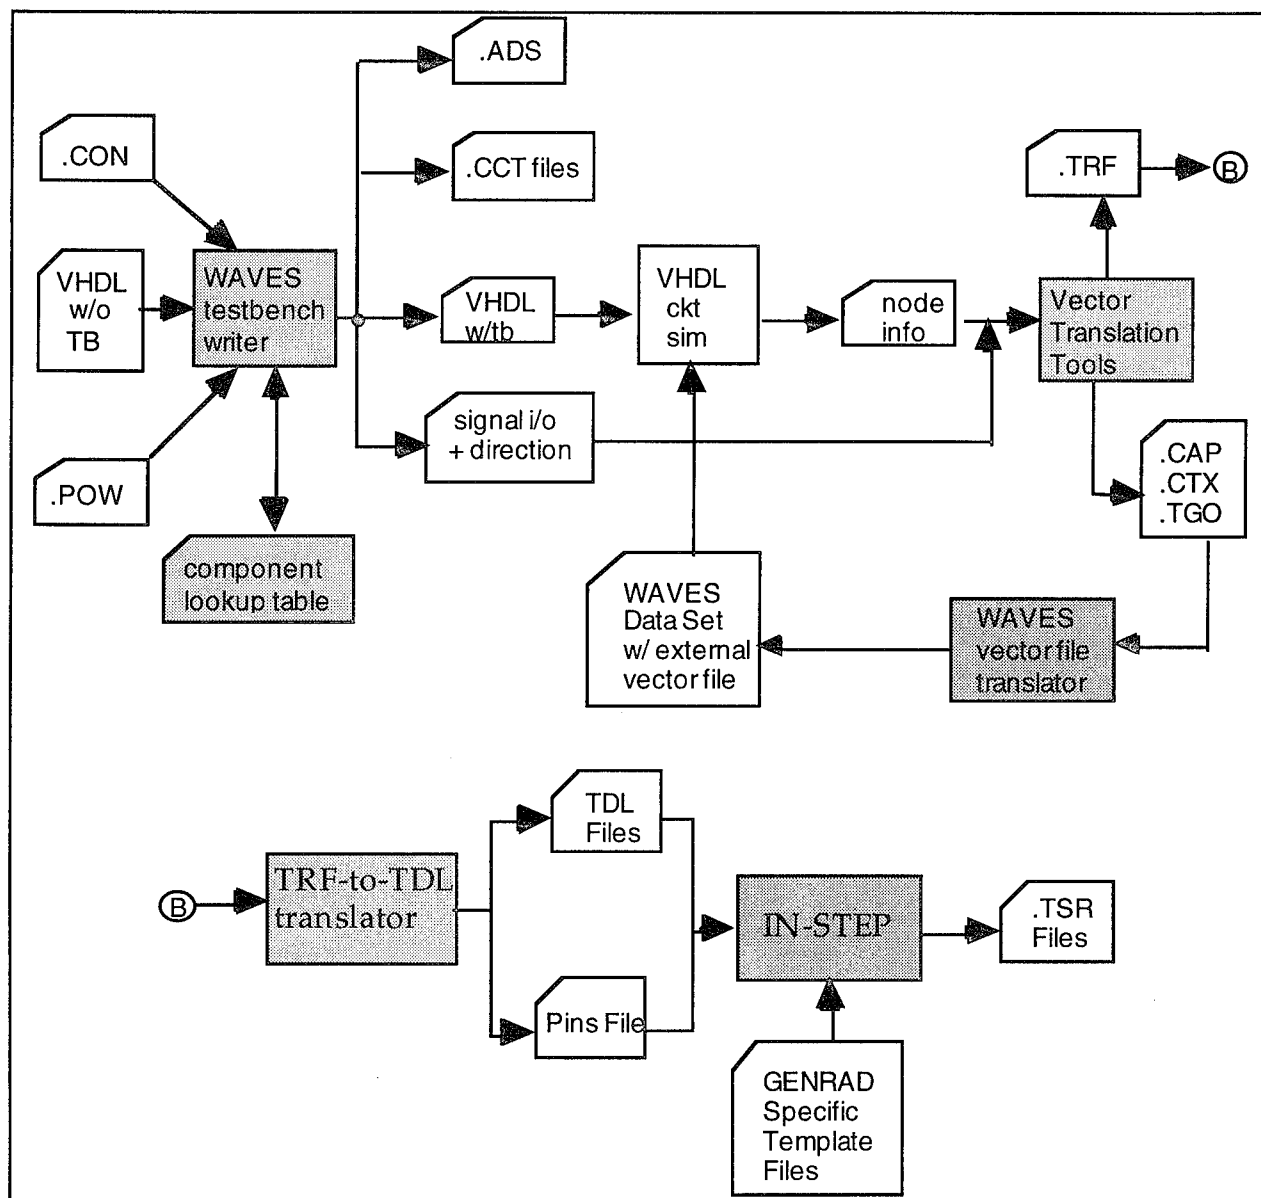 .ADS
.CON
.CCT files
.TRF
B
VHDL
w/o
TB
WAVES
testbench
writer
VHDL
w/tb
VHDL
ckt
sim
node
info
Vector
Translation
Tools
signal i/o
+ direction
.POW
.CAP
.CTX
.TGO
component
lookup table
WAVES
Data Set
w/ external
vector file
WAVES
vector file
translator
TDL
Files
B
TRF-to-TDL
translator
IN-STEP
.TSR
Files
Pins File
GENRAD
Specific
Template
Files